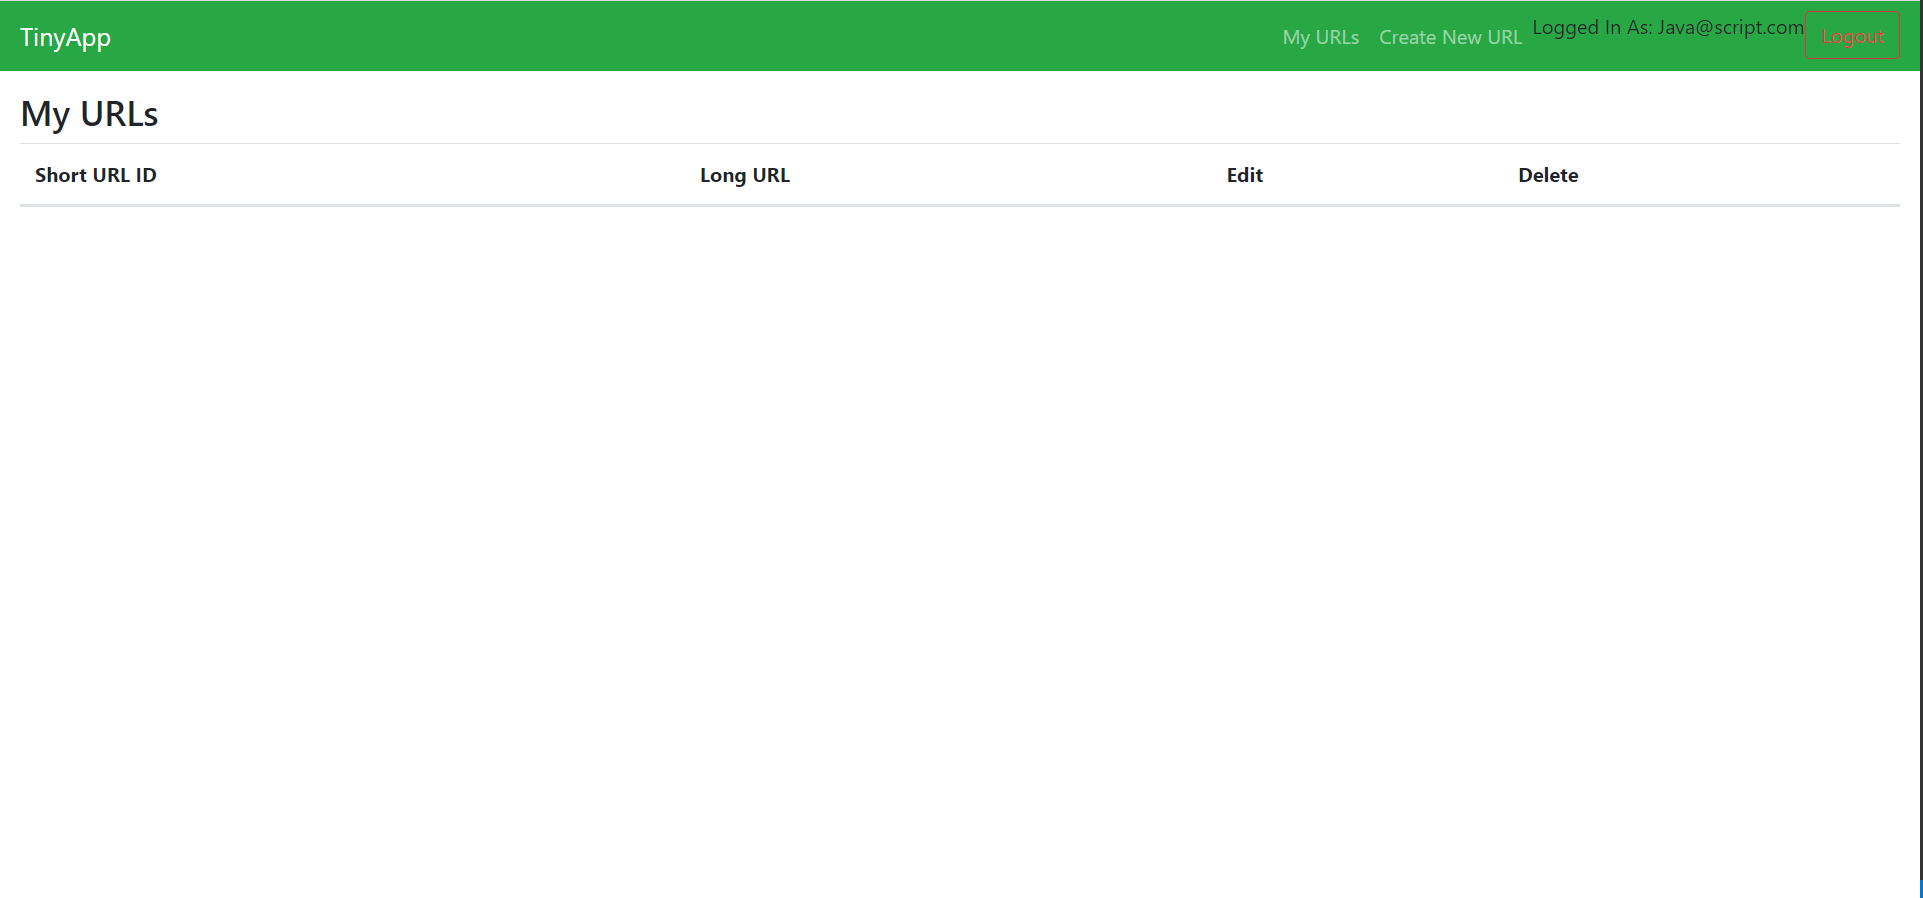 TinyApp
My URLs Create New URL Logged In As: Java@script.com Logout
My URLs
Short URL ID Long URL Edit Delete